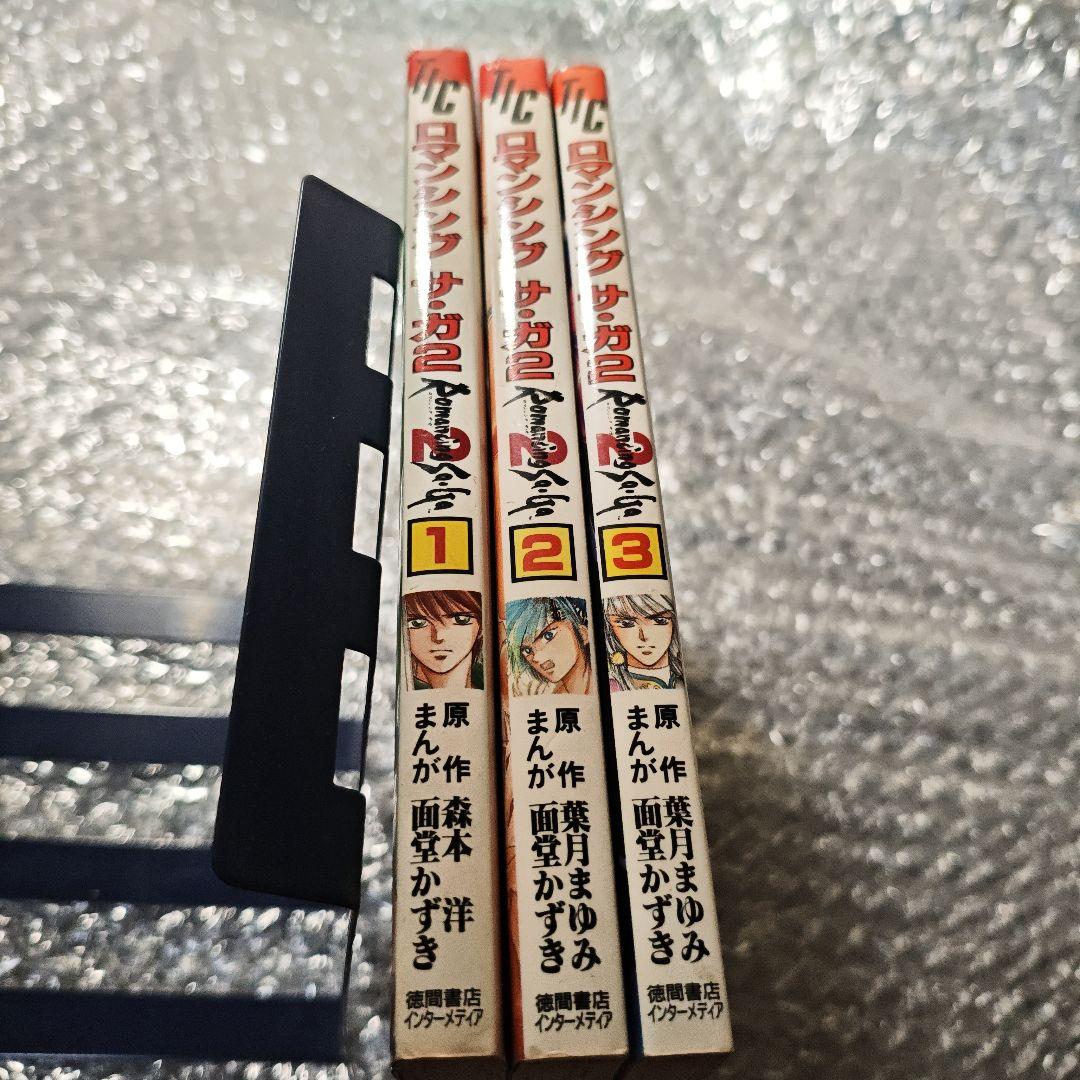 TIC
ロマンシング サ・ガ2
Romancing Sa・Ga 2
1
原作 森本 洋
まんが 面堂かずき
徳間書店
インターメディア
TIC
ロマンシング サ・ガ2
Romancing Sa・Ga 2
2
原作 葉月まゆみ
まんが 面堂かずき
徳間書店
インターメディア
TIC
ロマンシング サ・ガ2
Romancing Sa・Ga 2
3
原作 葉月まゆみ
まんが 面堂かずき
徳間書店
インターメディア